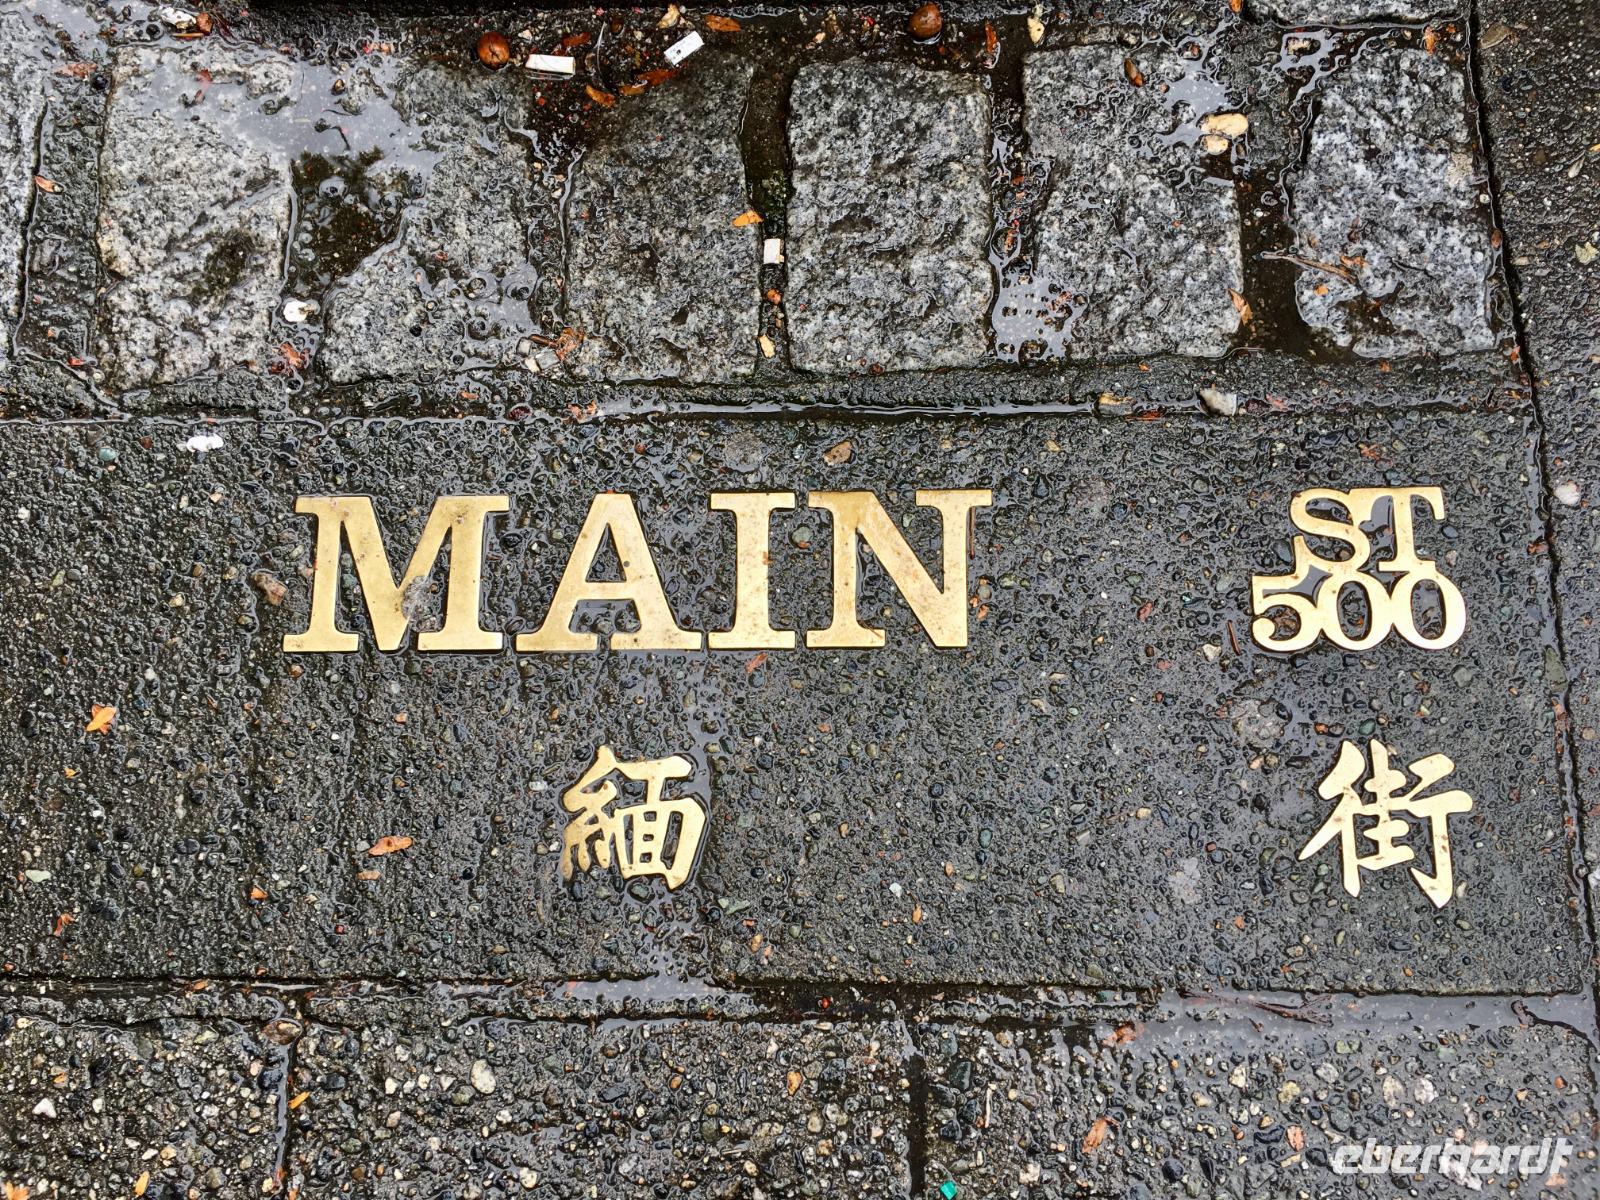 MAIN ST
500
緬 街
eberhardt